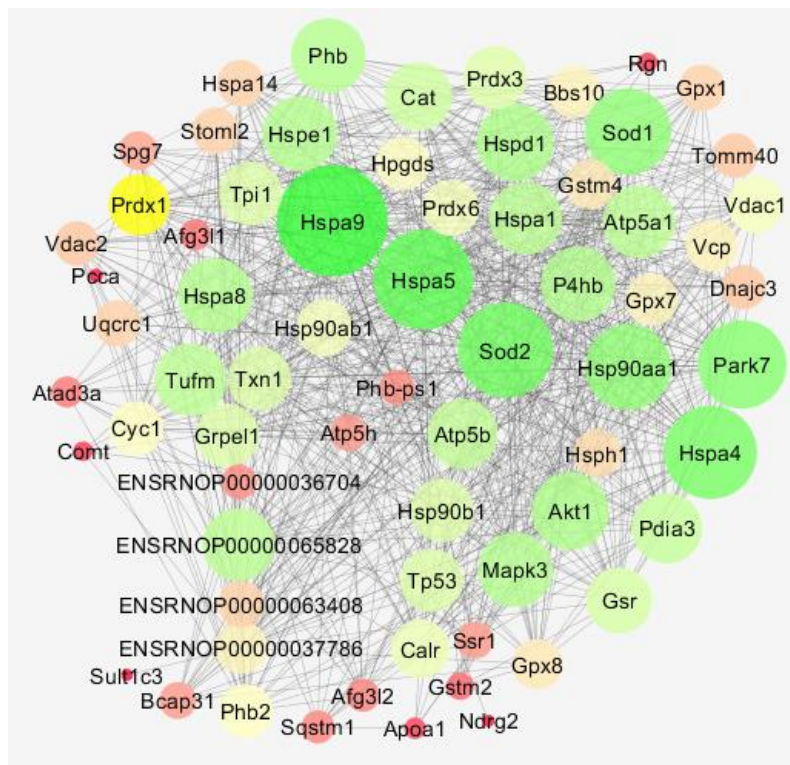 Phb
Rgn
Hspa14
Cat
Prdx3
Bbs10
Gpx1
Stoml2
Hspe1
Hspd1
Sod1
Spg7
Hpgds
Tomm40
Tpi1
Gstm4
Prdx1
Prdx6
Vdac1
Hspa9
Hspa1
Atp5a1
Afg3l1
Vdac2
Vcp
Pcca
Hspa5
P4hb
Dnajc3
Hspa8
Gpx7
Uqcrc1
Hsp90ab1
Sod2
Hsp90aa1
Park7
Tufm
Txn1
Phb-ps1
Atad3a
Cyc1
Grpel1
Atp5h
Atp5b
Comt
Hsph1
Hspa4
ENSRNOP00000036704
Hsp90b1
Akt1
Pdia3
ENSRNOP00000065828
Mapk3
Tp53
Gsr
ENSRNOP00000063408
ENSRNOP00000037786
Calr
Ssr1
Gpx8
Sult1c3
Gstm2
Bcap31
Afg3l2
Phb2
Sqstm1
Apoa1
Ndrg2